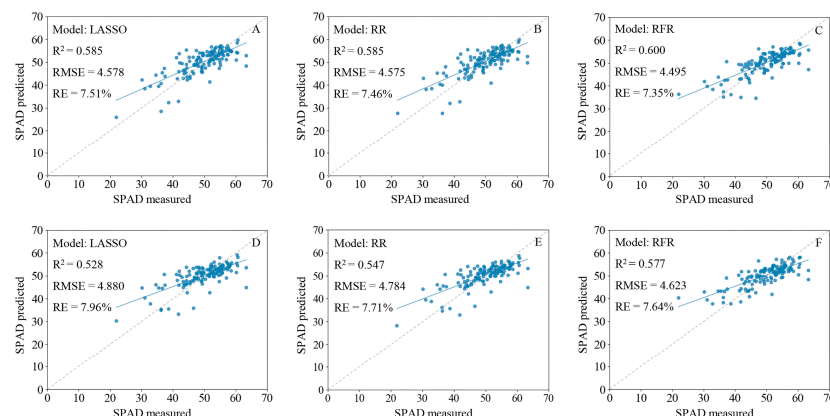 Model: LASSO
A
R² = 0.585
RMSE = 4.578
RE = 7.51%
SPAD predicted
70
60
50
40
30
20
10
0
0 10 20 30 40 50 60 70
SPAD measured
Model: RR
B
R² = 0.585
RMSE = 4.575
RE = 7.46%
SPAD predicted
70
60
50
40
30
20
10
0
0 10 20 30 40 50 60 70
SPAD measured
Model: RFR
C
R² = 0.600
RMSE = 4.495
RE = 7.35%
SPAD predicted
70
60
50
40
30
20
10
0
0 10 20 30 40 50 60 70
SPAD measured
Model: LASSO
D
R² = 0.528
RMSE = 4.880
RE = 7.96%
SPAD predicted
70
60
50
40
30
20
10
0
0 10 20 30 40 50 60 70
SPAD measured
Model: RR
E
R² = 0.547
RMSE = 4.784
RE = 7.71%
SPAD predicted
70
60
50
40
30
20
10
0
0 10 20 30 40 50 60 70
SPAD measured
Model: RFR
F
R² = 0.577
RMSE = 4.623
RE = 7.64%
SPAD predicted
70
60
50
40
30
20
10
0
0 10 20 30 40 50 60 70
SPAD measured